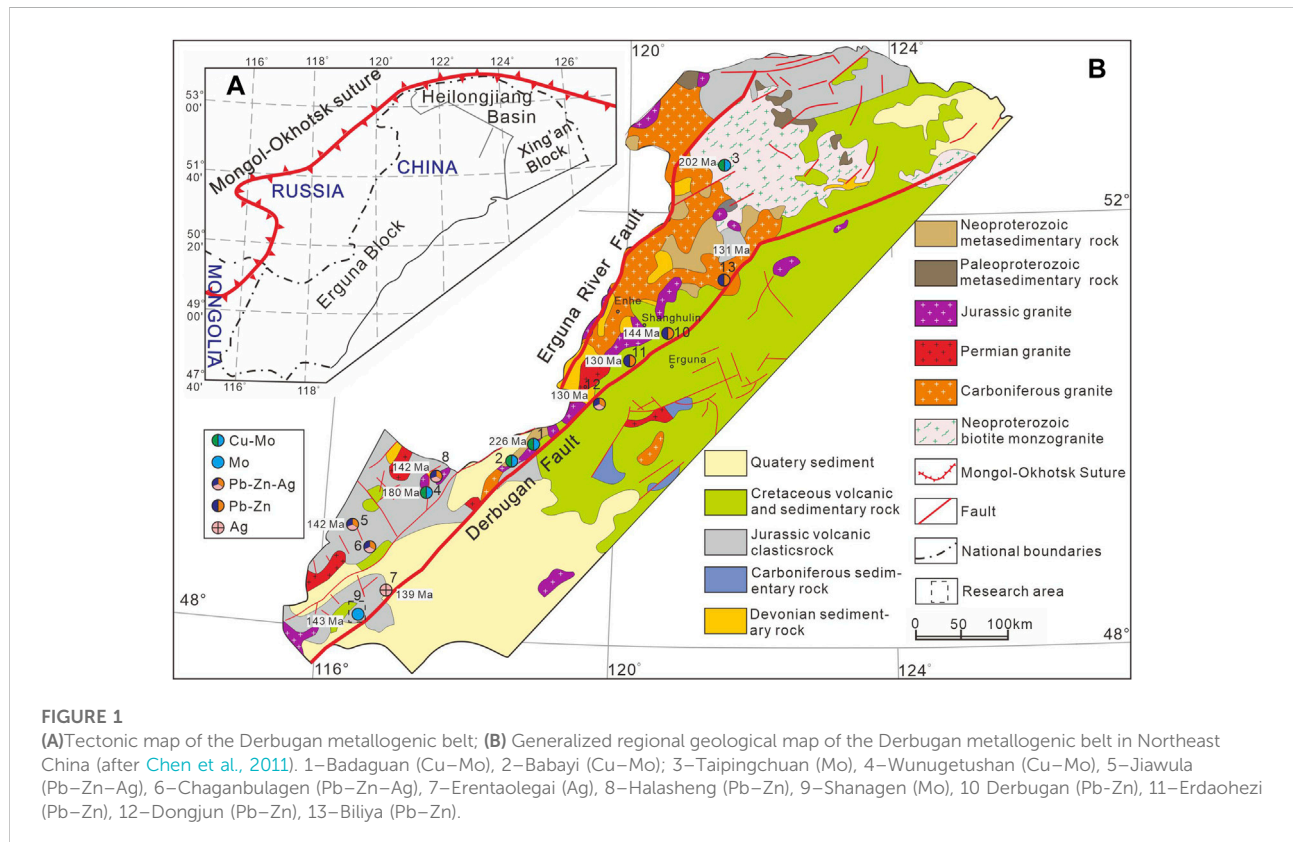 A
116°
118°
120°
122°
124°
126°
53°
00'
51°
40'
50°
20'
49°
00'
47°
40'
116°
118°
Mongol-Okhotsk suture
Heilongjiang
Basin
Xing'an
Block
CHINA
RUSSIA
MONGOLIA
Erguna Block
B
120°
124°
52°
48°
48°
116°
120°
124°
Erguna River Fault
Derbugan Fault
202 Ma
3
131 Ma
13
Enhe
Shanghulin
144 Ma
10
11
130 Ma
Erguna
12
130 Ma
1
226 Ma
2
8
142 Ma
180 Ma
4
142 Ma
5
6
7
139 Ma
9
143 Ma
Cu-Mo
Mo
Pb-Zn-Ag
Pb-Zn
Ag
Quatery sediment
Cretaceous volcanic
and sedimentary rock
Jurassic volcanic
clasticsrock
Carboniferous sedim-
entary rock
Devonian sediment-
ary rock
Neoproterozoic
metasedimentary rock
Paleoproterozoic
metasedimentary rock
Jurassic granite
Permian granite
Carboniferous granite
Neoproterozoic
biotite monzogranite
Mongol-Okhotsk Suture
Fault
National boundaries
Research area
0 50 100km
FIGURE 1
(A)Tectonic map of the Derbugan metallogenic belt; (B) Generalized regional geological map of the Derbugan metallogenic belt in Northeast
China (after Chen et al., 2011). 1–Badaguan (Cu–Mo), 2–Babayi (Cu–Mo); 3–Taipingchuan (Mo), 4–Wunugetushan (Cu–Mo), 5–Jiawula
(Pb–Zn–Ag), 6–Chaganbulagen (Pb–Zn–Ag), 7–Erentaolegai (Ag), 8–Halasheng (Pb–Zn), 9–Shanagen (Mo), 10 Derbugan (Pb-Zn), 11–Erdaohezi
(Pb–Zn), 12–Dongjun (Pb–Zn), 13–Biliya (Pb–Zn).